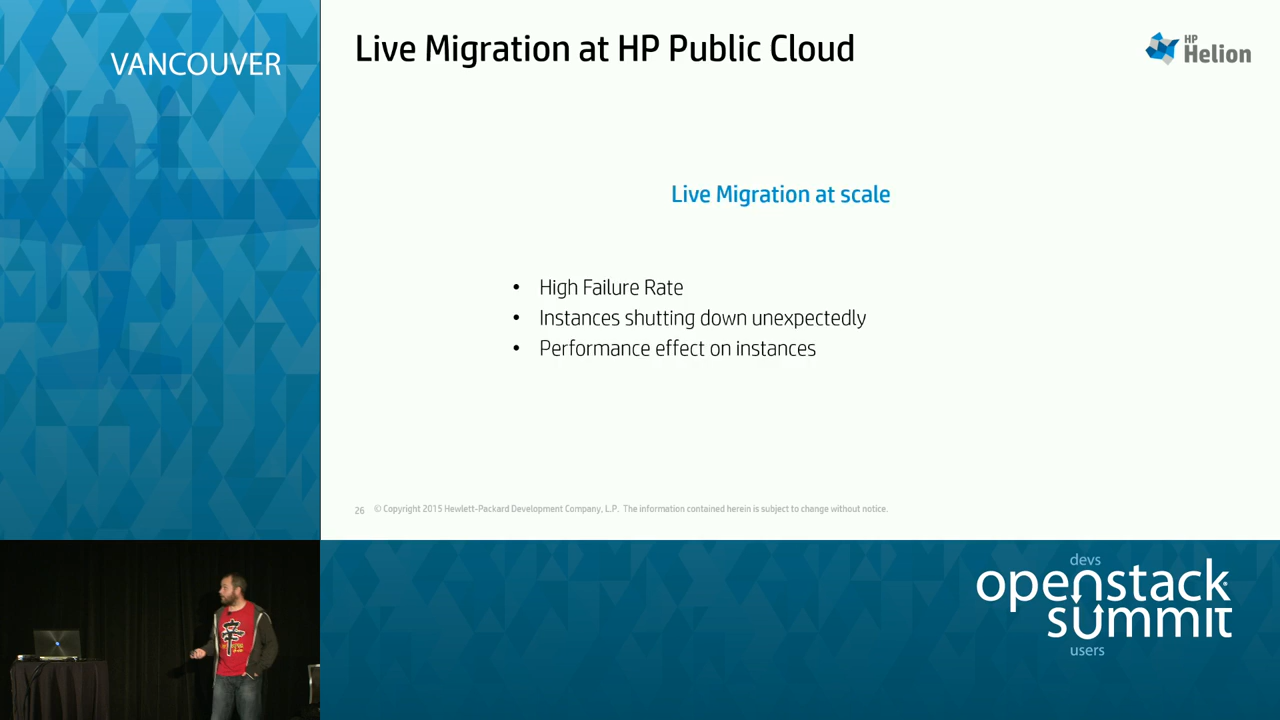 VANCOUVER
Live Migration at HP Public Cloud
HP
Helion
Live Migration at scale
• High Failure Rate
• Instances shutting down unexpectedly
• Performance effect on instances
26 © Copyright 2015 Hewlett-Packard Development Company, L.P. The information contained herein is subject to change without notice.
devs
openstack
summit
users